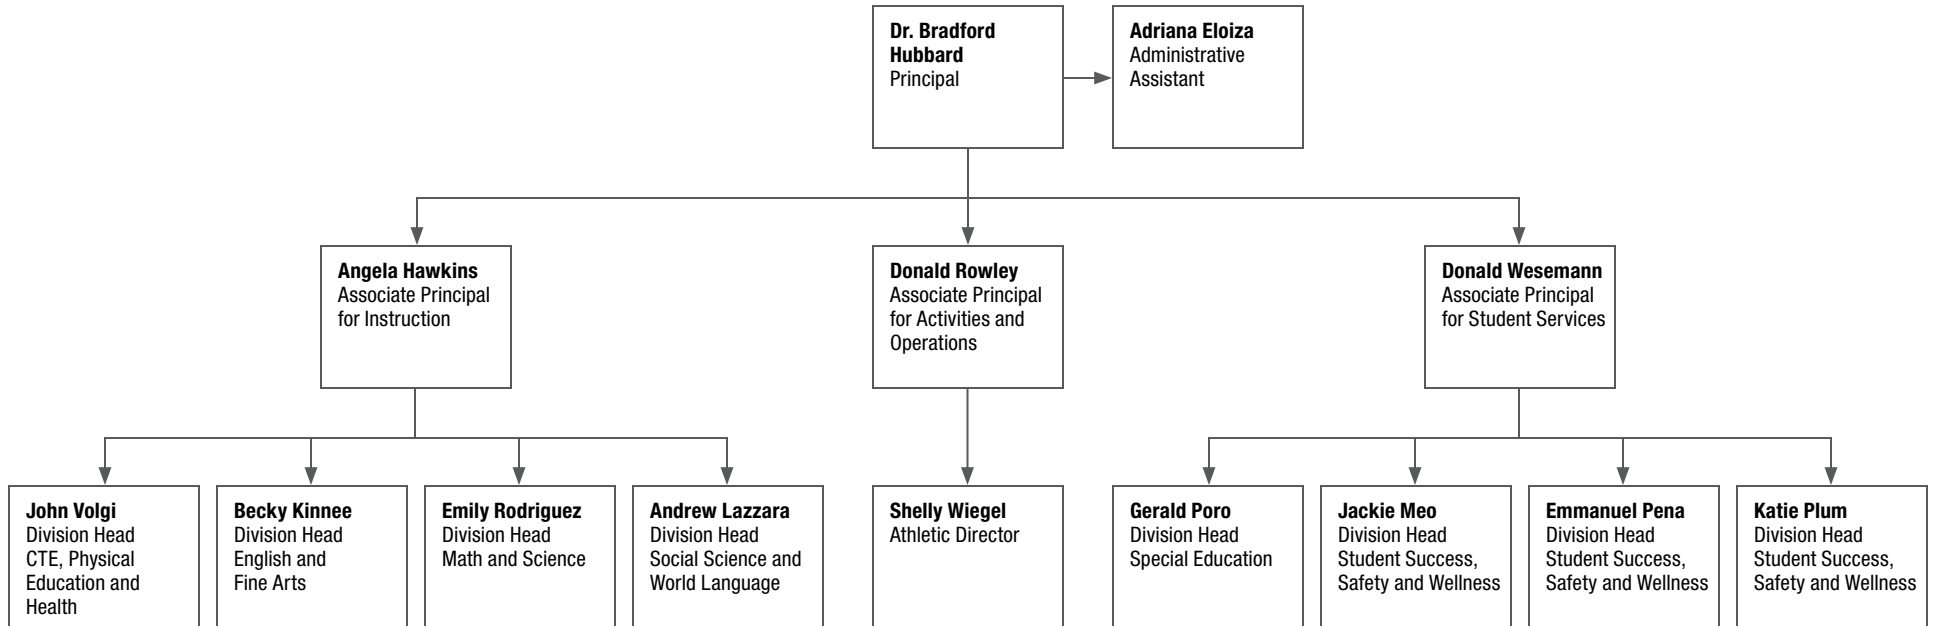 Dr. Bradford
Hubbard
Principal
Adriana Eloiza
Administrative
Assistant
Angela Hawkins
Associate Principal
for Instruction
Donald Rowley
Associate Principal
for Activities and
Operations
Donald Wesemann
Associate Principal
for Student Services
John Volgi
Division Head
CTE, Physical
Education and
Health
Becky Kinnee
Division Head
English and
Fine Arts
Emily Rodriguez
Division Head
Math and Science
Andrew Lazzara
Division Head
Social Science and
World Language
Shelly Wiegel
Athletic Director
Gerald Poro
Division Head
Special Education
Jackie Meo
Division Head
Student Success,
Safety and Wellness
Emmanuel Pena
Division Head
Student Success,
Safety and Wellness
Katie Plum
Division Head
Student Success,
Safety and Wellness